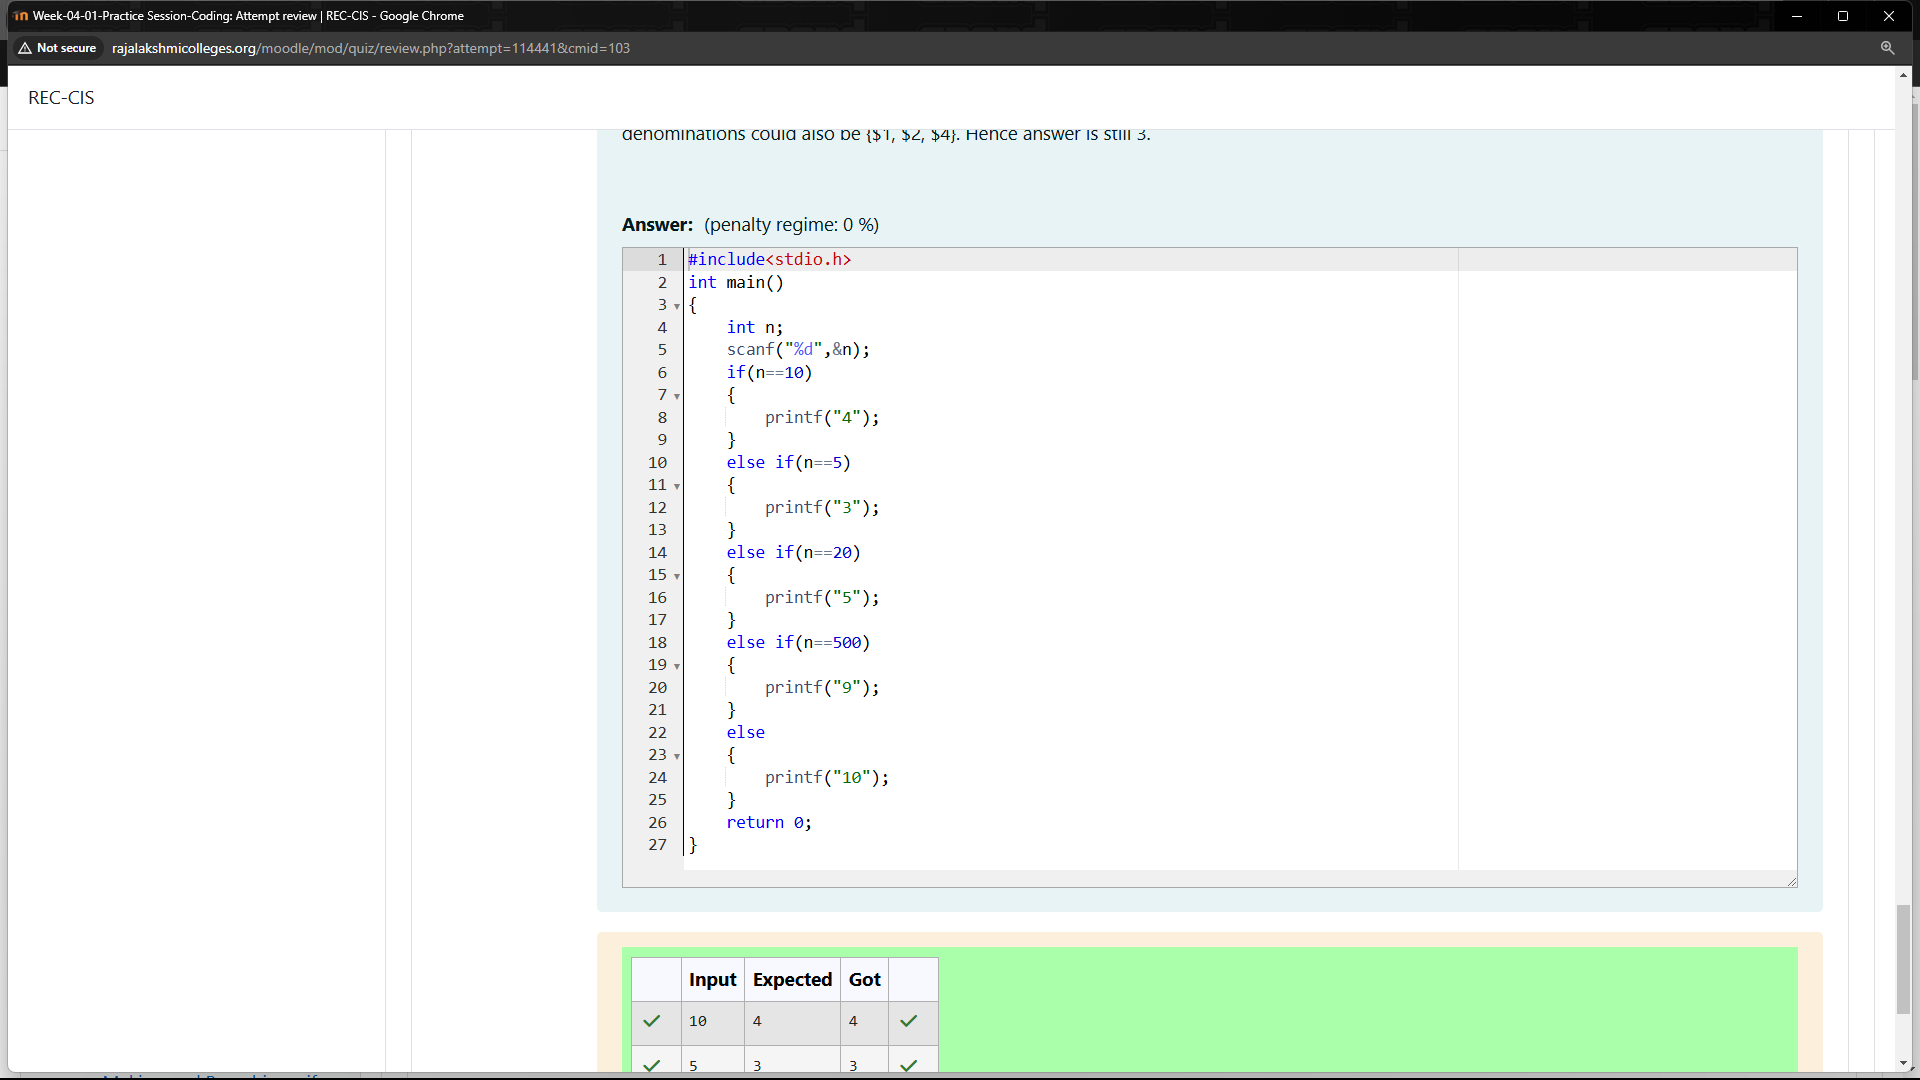 Week-04-01-Practice Session-Coding: Attempt review | REC-CIS - Google Chrome
Not secure rajalakshmicolleges.org/moodle/mod/quiz/review.php?attempt=114441&cmid=103
REC-CIS
denominations could also be {$1, $2, $4}. Hence answer is still 3.
Answer: (penalty regime: 0 %)
1 #include<stdio.h>
2 int main()
3 {
4     int n;
5     scanf("%d",&n);
6     if(n==10)
7     {
8         printf("4");
9     }
10     else if(n==5)
11     {
12         printf("3");
13     }
14     else if(n==20)
15     {
16         printf("5");
17     }
18     else if(n==500)
19     {
20         printf("9");
21     }
22     else
23     {
24         printf("10");
25     }
26     return 0;
27 }
Input Expected Got
10 4 4
5 3 3